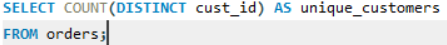 SELECT COUNT(DISTINCT cust_id) AS unique_customers
FROM orders;